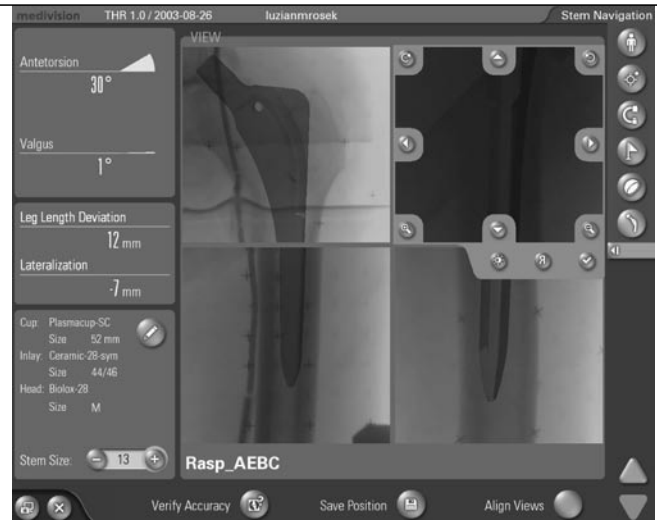 medivision THR 1.0 / 2003-08-26 luzianmrosek Stem Navigation
VIEW
Antetorsion
30°
Valgus
1°
Leg Length Deviation
12 mm
Lateralization
-7 mm
Cup: Plasmacup-SC
Size 52 mm
Inlay: Ceramic-28-sym
Size 44/46
Head: Biolox-28
Size M
Stem Size: 13
Rasp_AEBC
Verify Accuracy Save Position Align Views